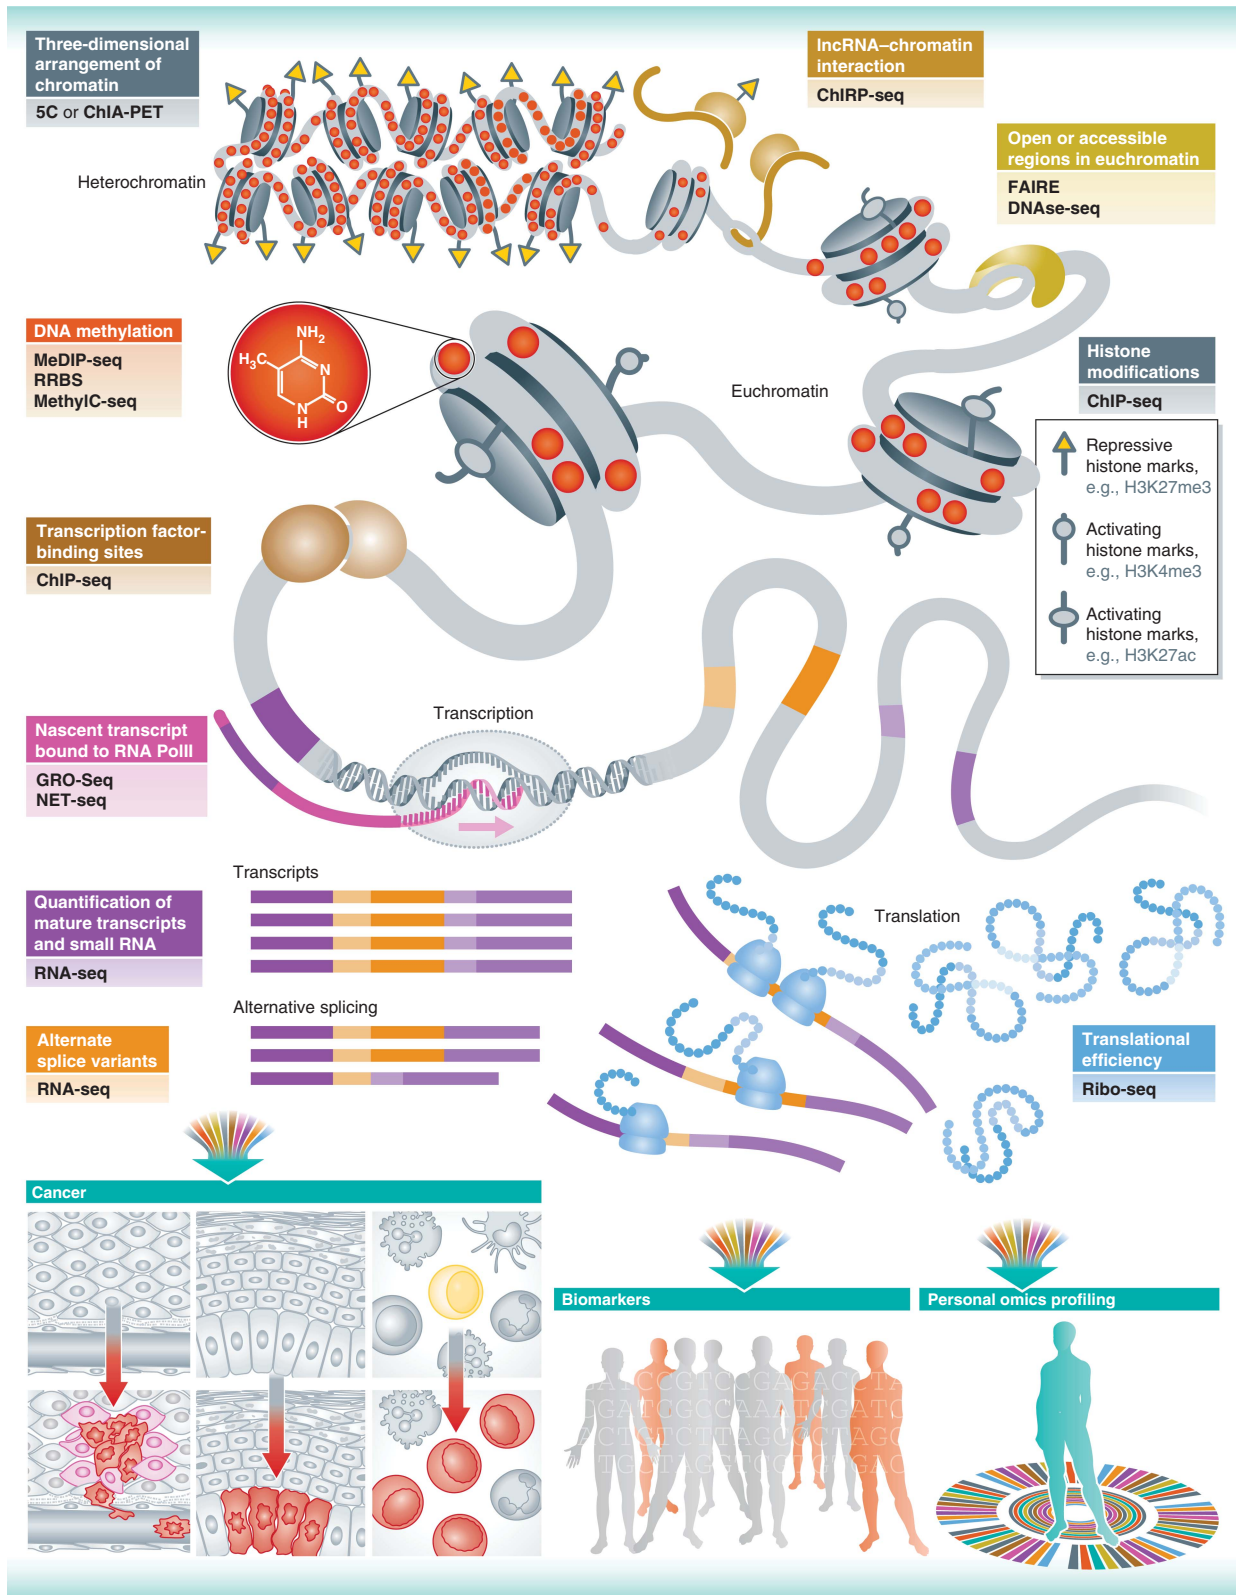 Three-dimensional
arrangement of
chromatin
5C or ChIA-PET
Heterochromatin
lncRNA–chromatin
interaction
ChIRP-seq
Open or accessible
regions in euchromatin
FAIRE
DNAse-seq
DNA methylation
MeDIP-seq
RRBS
MethylC-seq
NH2
H3C
N
O
N
H
Euchromatin
Histone
modifications
ChIP-seq
Repressive
histone marks,
e.g., H3K27me3
Activating
histone marks,
e.g., H3K4me3
Activating
histone marks,
e.g., H3K27ac
Transcription factor-
binding sites
ChIP-seq
Transcription
Nascent transcript
bound to RNA PolII
GRO-Seq
NET-seq
Transcripts
Quantification of
mature transcripts
and small RNA
RNA-seq
Translation
Alternative splicing
Alternate
splice variants
RNA-seq
Translational
efficiency
Ribo-seq
Cancer
Biomarkers
Personal omics profiling